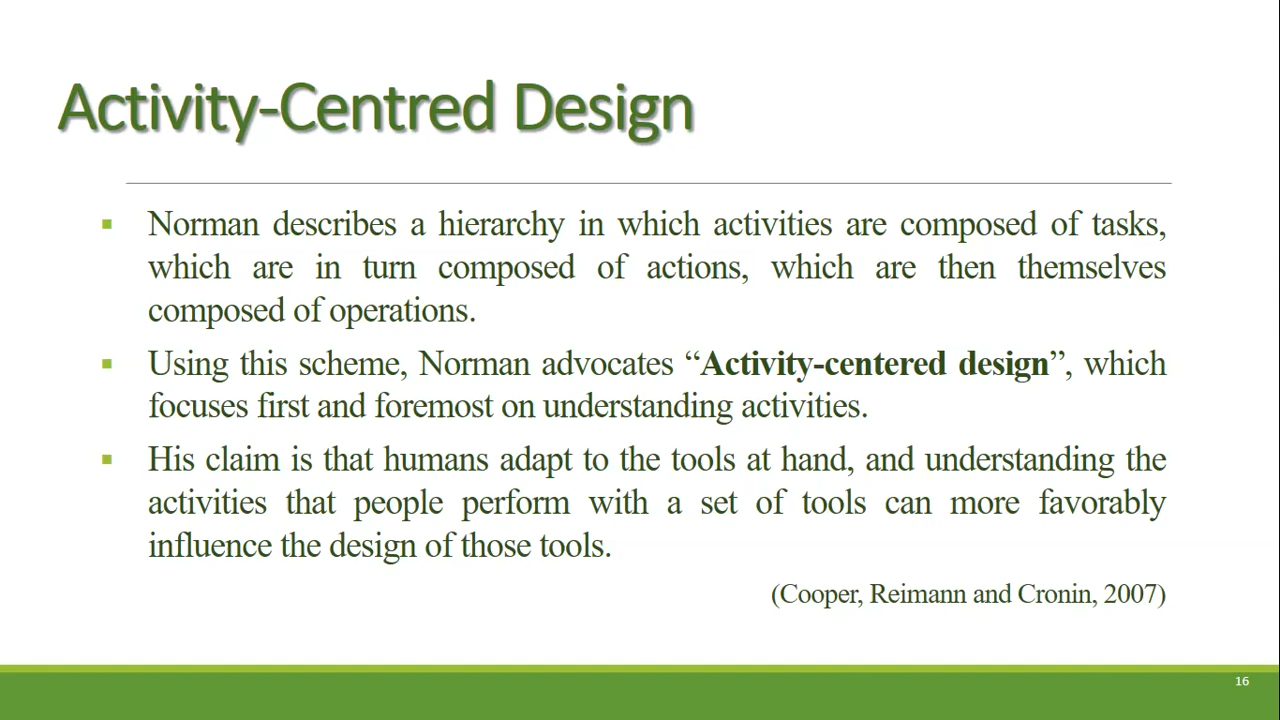 Activity-Centred Design
▪ Norman describes a hierarchy in which activities are composed of tasks,
which are in turn composed of actions, which are then themselves
composed of operations.
▪ Using this scheme, Norman advocates “Activity-centered design”, which
focuses first and foremost on understanding activities.
▪ His claim is that humans adapt to the tools at hand, and understanding the
activities that people perform with a set of tools can more favorably
influence the design of those tools.
(Cooper, Reimann and Cronin, 2007)
16